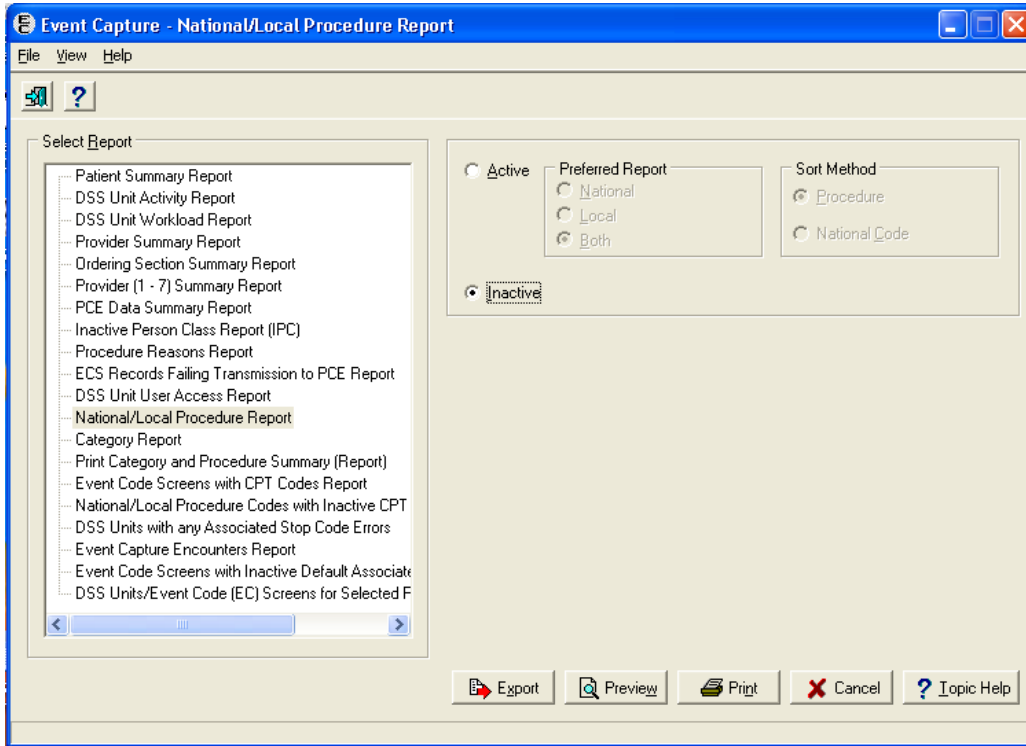 Event Capture - National/Local Procedure Report
File View Help
Select Report
Patient Summary Report
DSS Unit Activity Report
DSS Unit Workload Report
Provider Summary Report
Ordering Section Summary Report
Provider (1 - 7) Summary Report
PCE Data Summary Report
Inactive Person Class Report (IPC)
Procedure Reasons Report
ECS Records Failing Transmission to PCE Report
DSS Unit User Access Report
National/Local Procedure Report
Category Report
Print Category and Procedure Summary (Report)
Event Code Screens with CPT Codes Report
National/Local Procedure Codes with Inactive CPT
DSS Units with any Associated Stop Code Errors
Event Capture Encounters Report
Event Code Screens with Inactive Default Associate
DSS Units/Event Code (EC) Screens for Selected F
Active
Preferred Report
National
Local
Both
Sort Method
Procedure
National Code
Inactive
Export Preview Print Cancel Topic Help